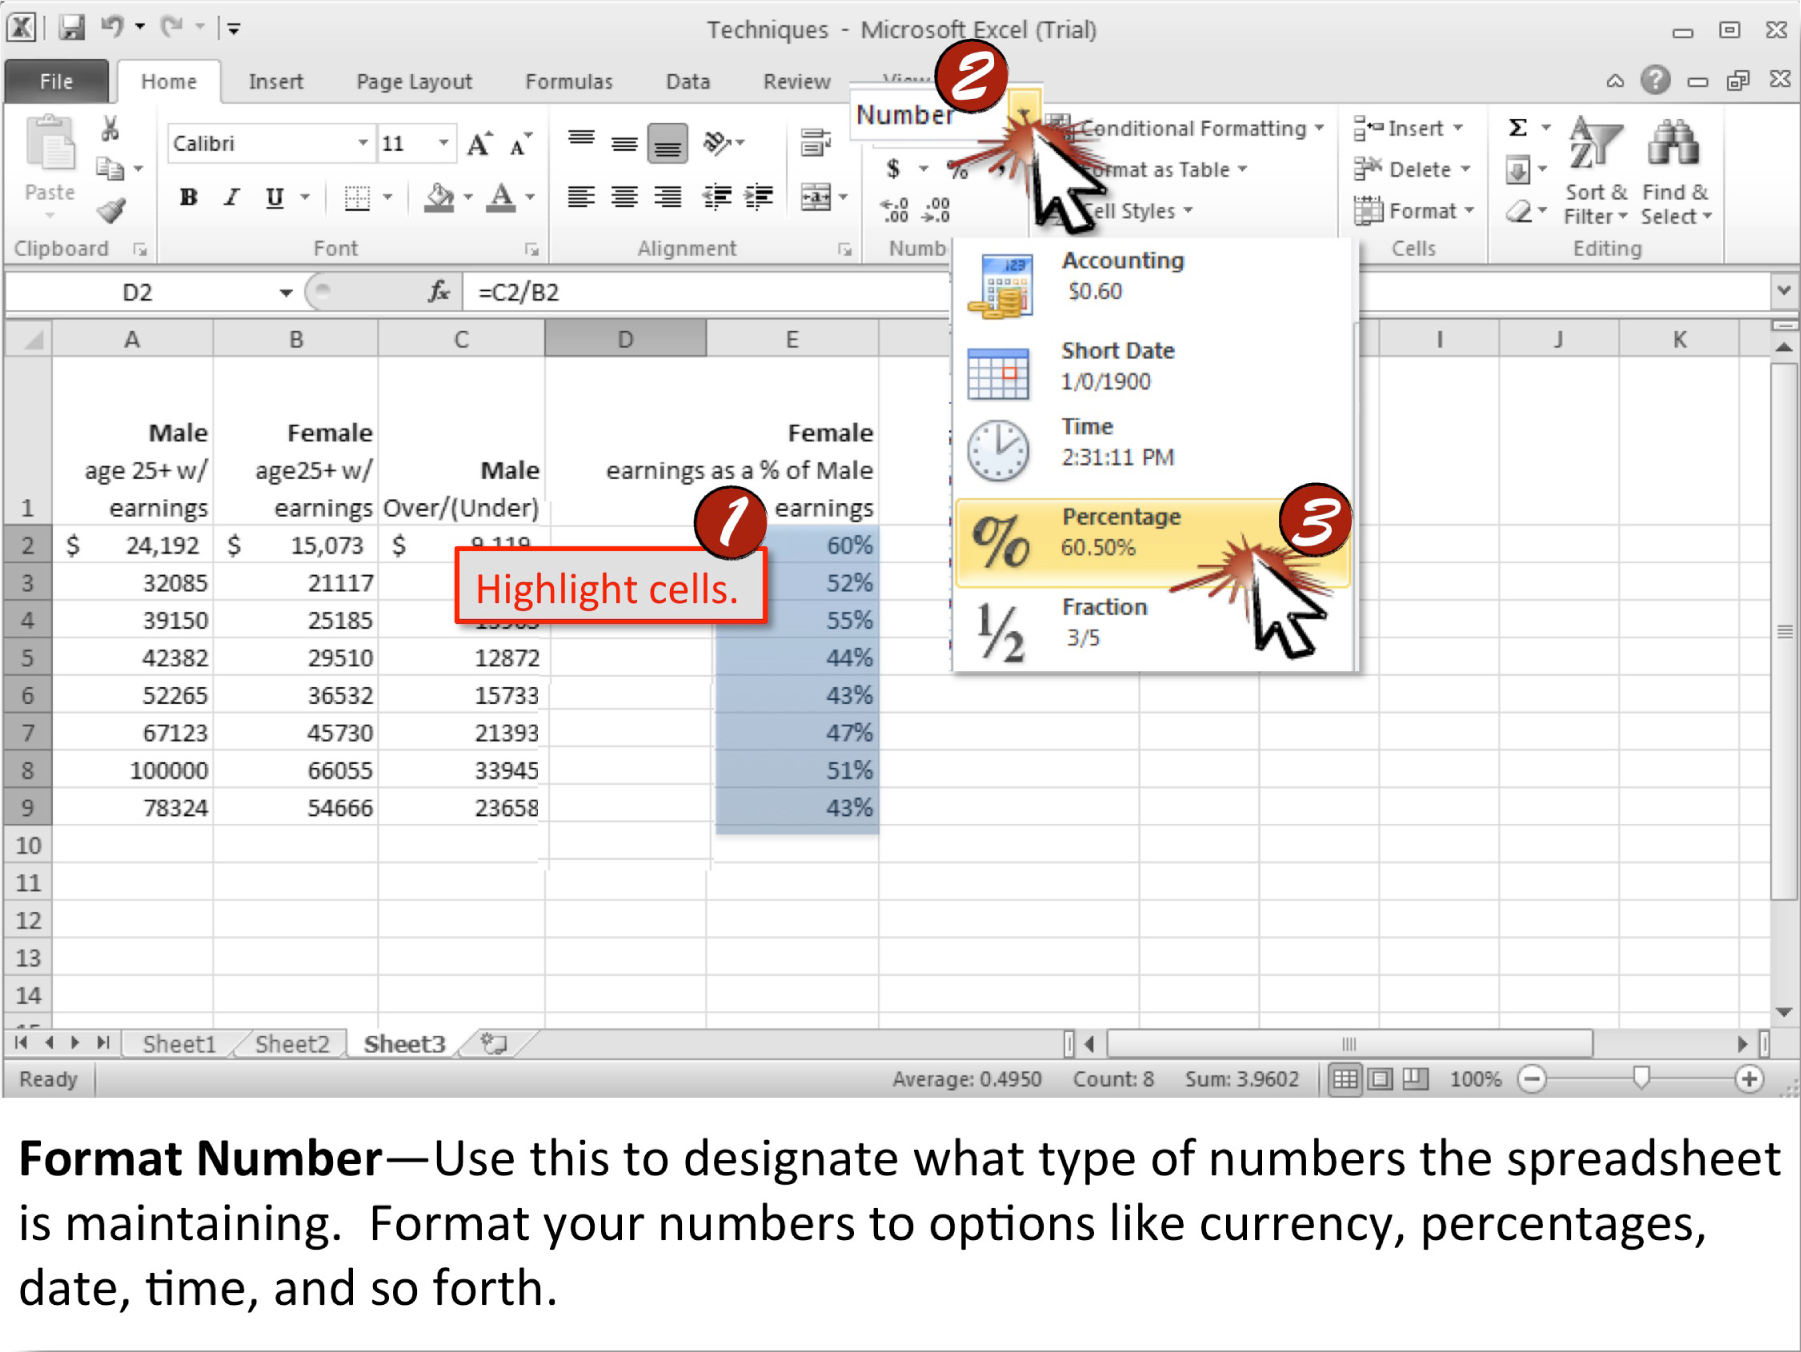 Techniques - Microsoft Excel (Trial)
File Home Insert Page Layout Formulas Data Review View
2
Number
Calibri 11
Conditional Formatting
Insert
Σ
Paste
$ % ,
Format as Table
Delete
B I U A
Cell Styles
Format
Sort & Filter
Find & Select
Clipboard Font Alignment Numb Cells Editing
D2 fx =C2/B2
Accounting
$0.60
A B C D E I J K
Short Date
1/0/1900
Time
2:31:11 PM
Percentage
60.50%
3
Fraction
3/5
Male Female Female
age 25+ w/ age25+ w/ Male earnings as a % of Male
1 earnings earnings Over/(Under) earnings
1
Highlight cells.
2 $ 24,192 $ 15,073 $ 9,119 60%
3 32085 21117 52%
4 39150 25185 13965 55%
5 42382 29510 12872 44%
6 52265 36532 15733 43%
7 67123 45730 21393 47%
8 100000 66055 33945 51%
9 78324 54666 23658 43%
10
11
12
13
14
Sheet1 Sheet2 Sheet3
Ready Average: 0.4950 Count: 8 Sum: 3.9602 100%
Format Number—Use this to designate what type of numbers the spreadsheet
is maintaining. Format your numbers to options like currency, percentages,
date, time, and so forth.